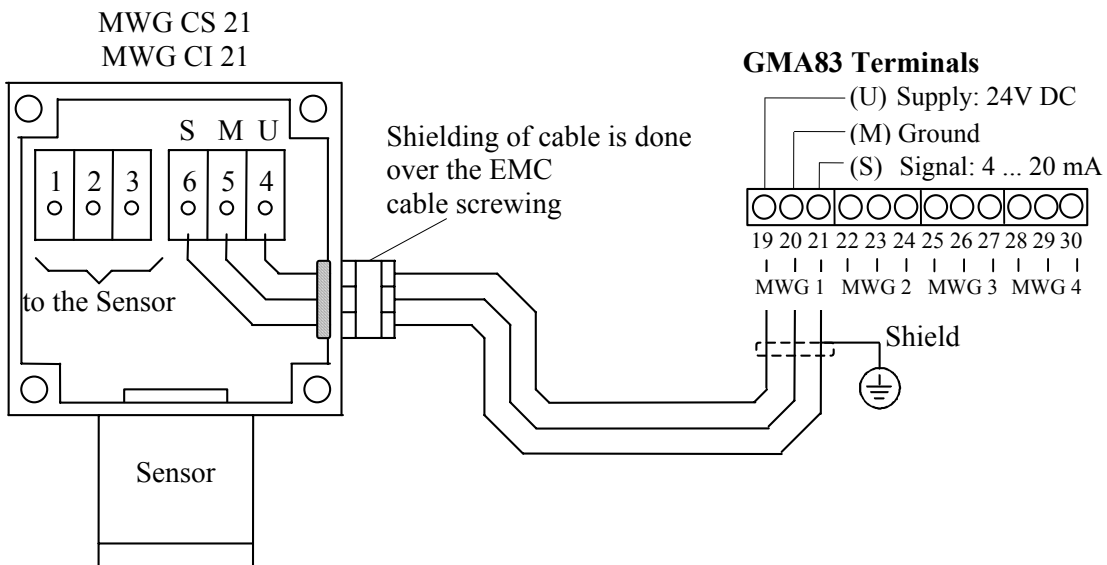 MWG CS 21
MWG CI 21
GMA83 Terminals
(U) Supply: 24V DC
(M) Ground
(S) Signal: 4 ... 20 mA
S M U
1 2 3 6 5 4
Shielding of cable is done
over the EMC
cable screwing
to the Sensor
19 20 21 22 23 24 25 26 27 28 29 30
MWG 1 MWG 2 MWG 3 MWG 4
Shield
Sensor